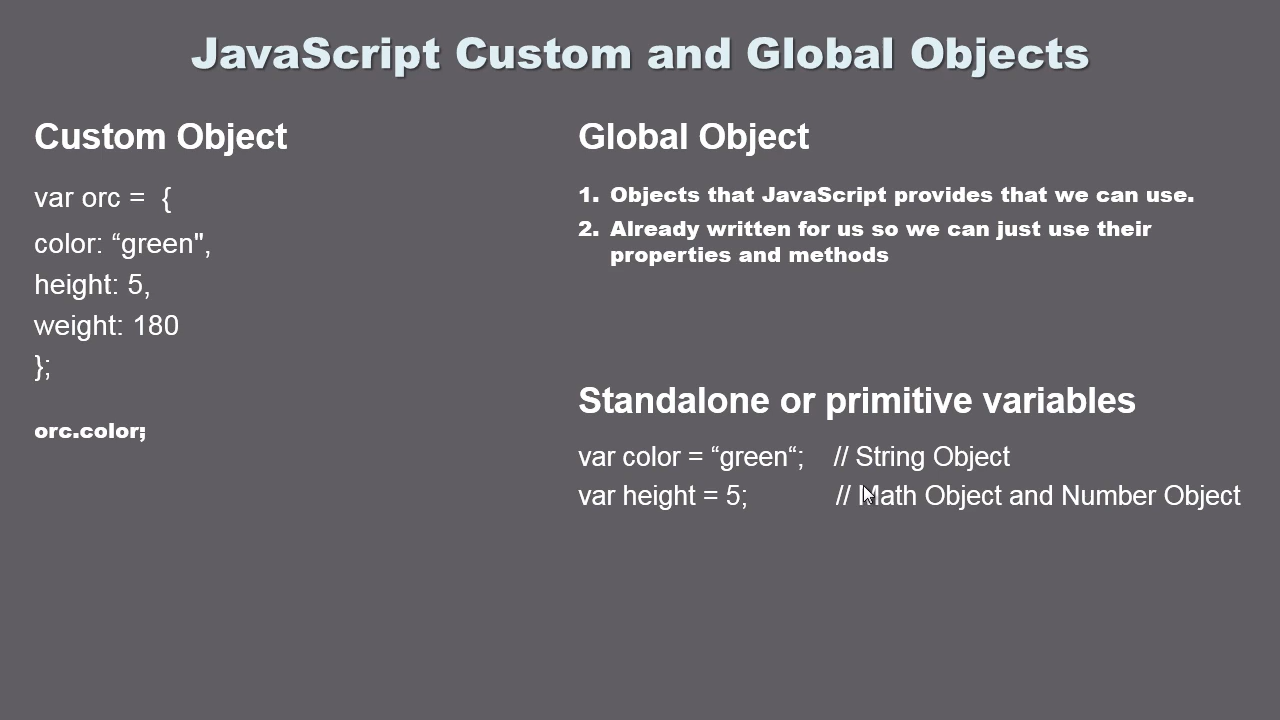 JavaScript Custom and Global Objects
Custom Object
var orc =  {
color: “green",
height: 5,
weight: 180
};
orc.color;
Global Object
1. Objects that JavaScript provides that we can use.
2. Already written for us so we can just use their
properties and methods
Standalone or primitive variables
var color = “green“;    // String Object
var height = 5;            // Math Object and Number Object